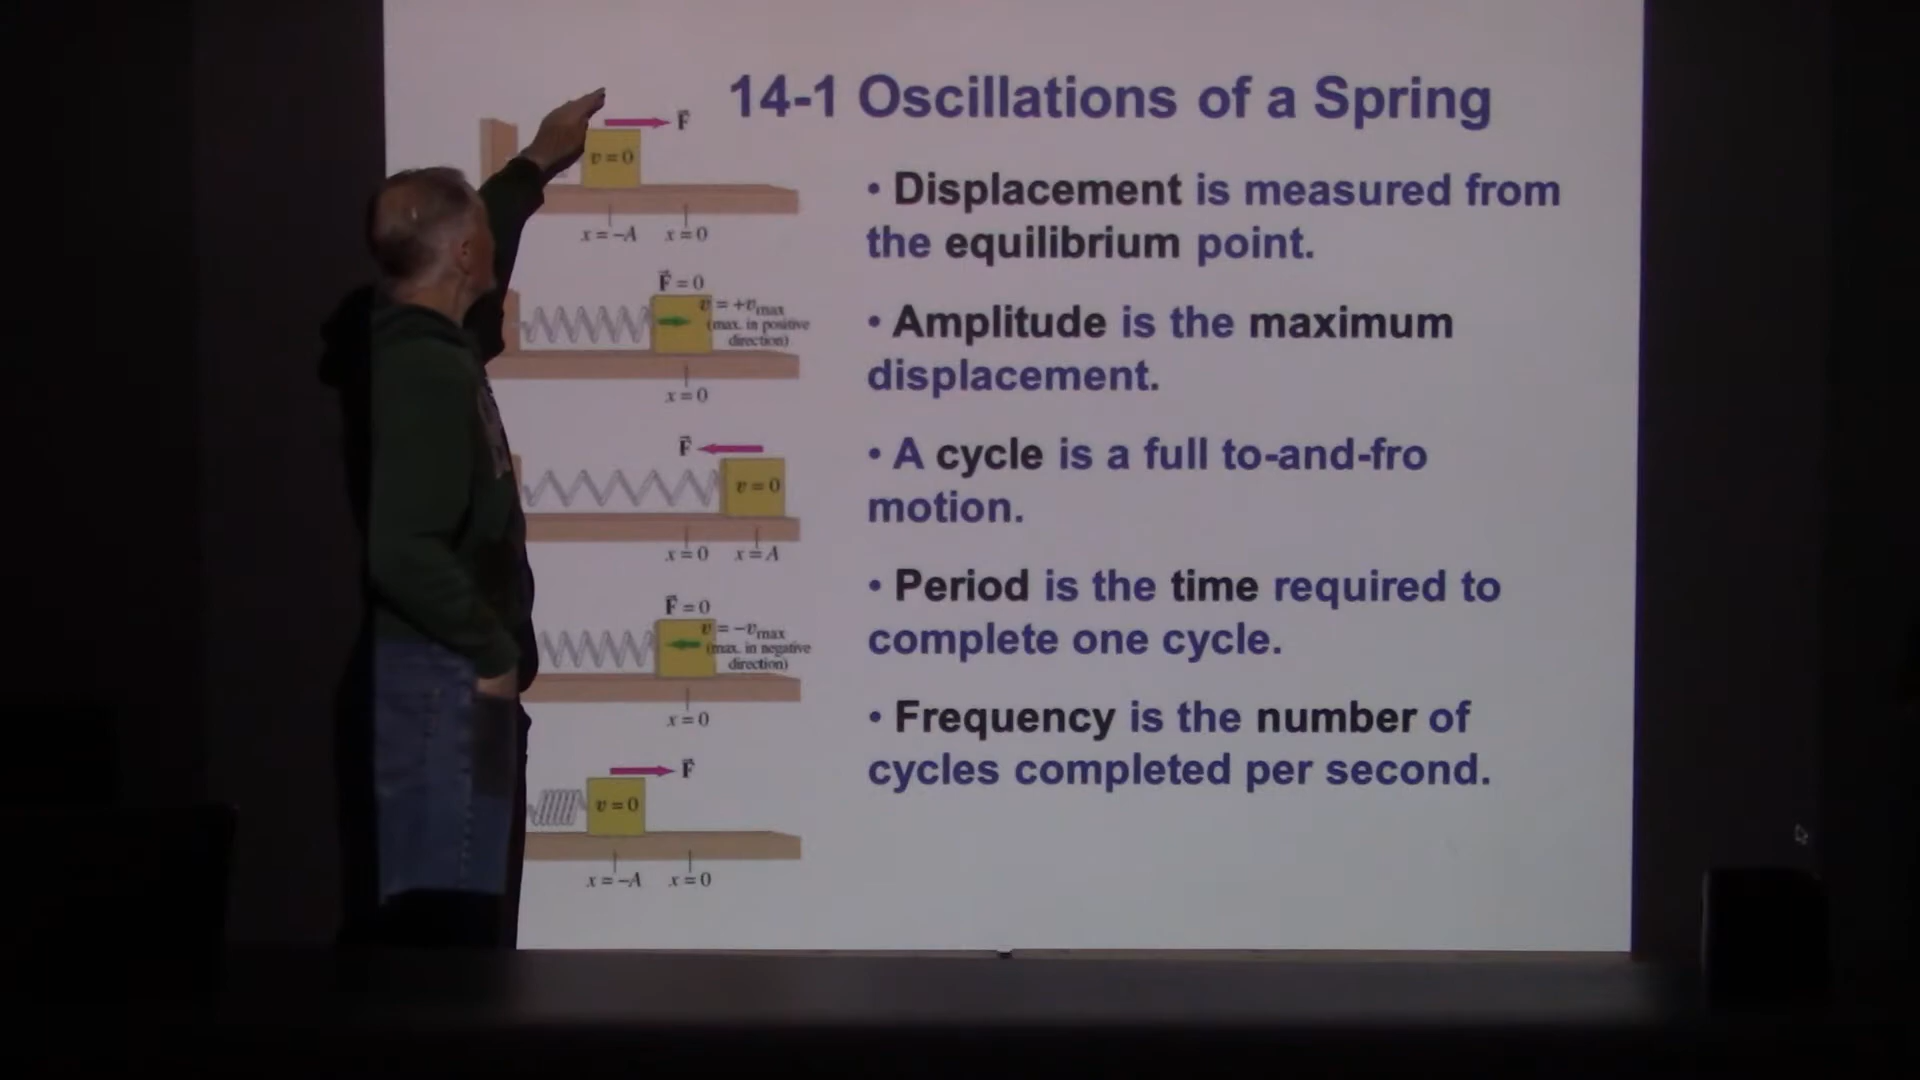 14-1 Oscillations of a Spring
F⃗
v = 0
x = –A x = 0
F⃗ = 0
v = +vmax
(max. in positive
direction)
x = 0
F⃗
v = 0
x = 0 x = A
F⃗ = 0
v = –vmax
(max. in negative
direction)
x = 0
F⃗
v = 0
x = –A x = 0
• Displacement is measured from
the equilibrium point.
• Amplitude is the maximum
displacement.
• A cycle is a full to-and-fro
motion.
• Period is the time required to
complete one cycle.
• Frequency is the number of
cycles completed per second.